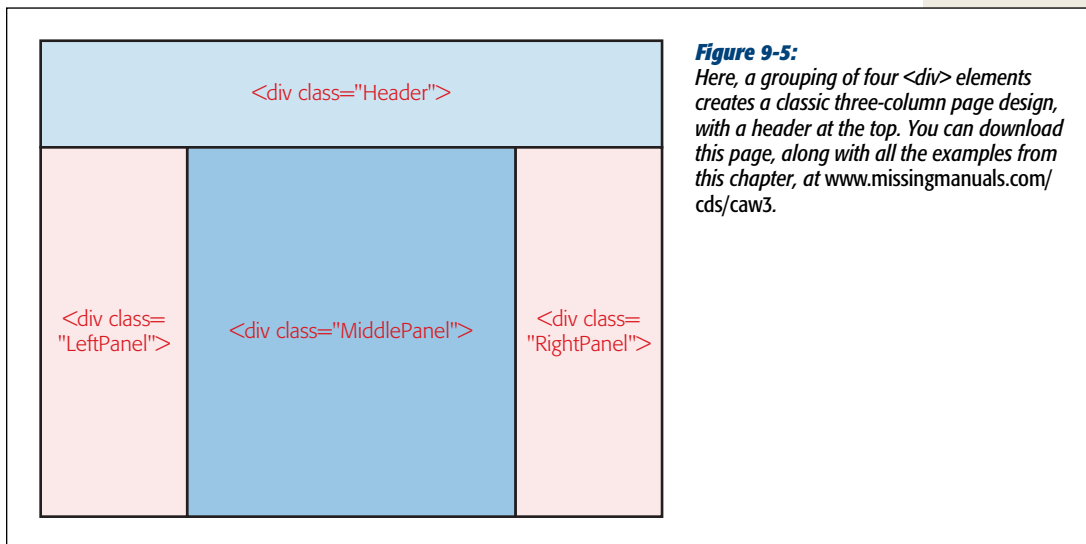 <div class="Header">
<div class=
"LeftPanel">
<div class="MiddlePanel">
<div class=
"RightPanel">
Figure 9-5:
Here, a grouping of four <div> elements
creates a classic three-column page design,
with a header at the top. You can download
this page, along with all the examples from
this chapter, at www.missingmanuals.com/
cds/caw3.